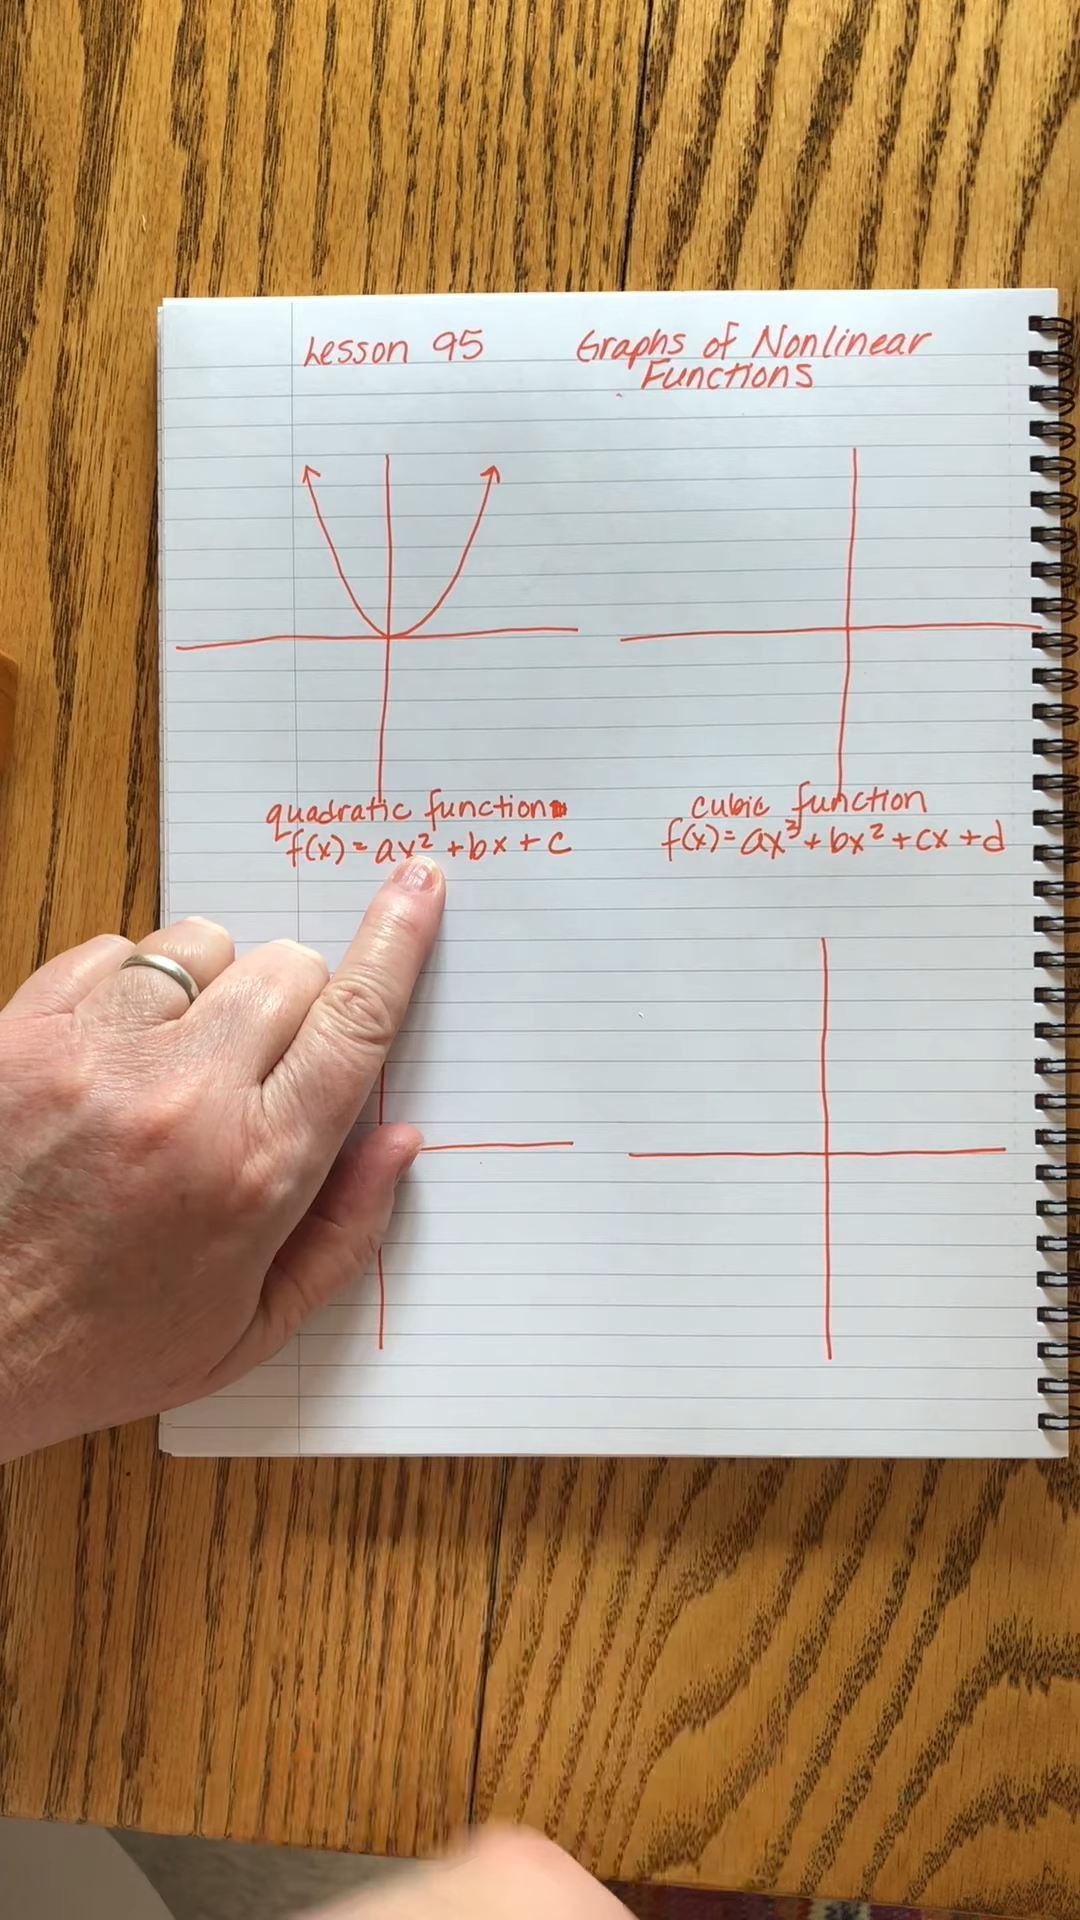 Lesson 95
Graphs of Nonlinear
Functions
quadratic function
f(x) = ax² + bx + c
cubic function
f(x) = ax³ + bx² + cx + d